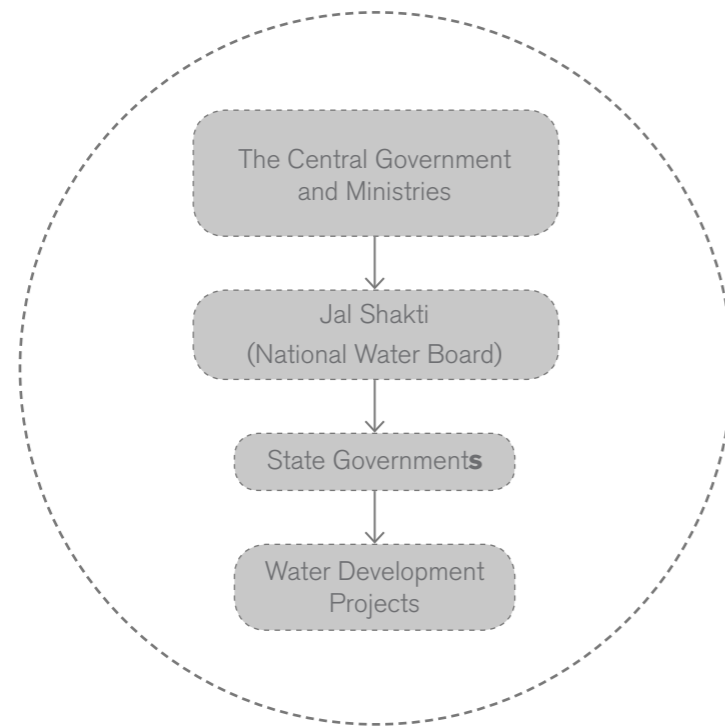 The Central Government
and Ministries
Jal Shakti
(National Water Board)
State Governments
Water Development
Projects